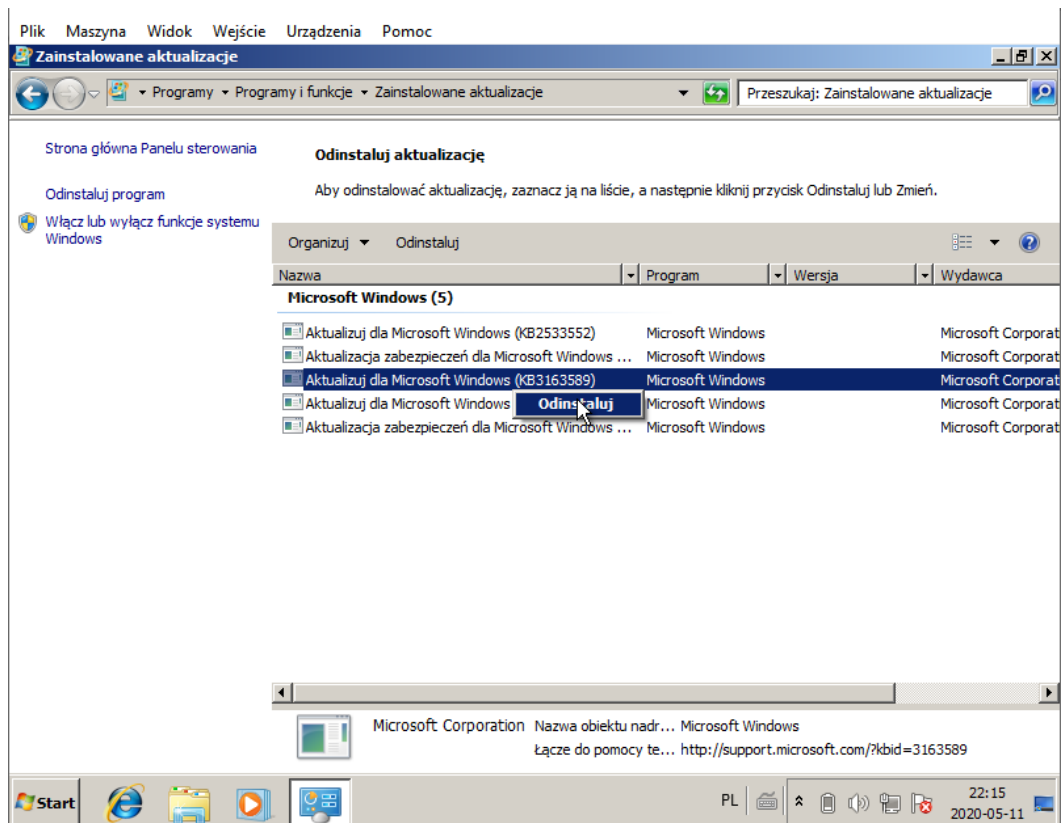 Plik Maszyna Widok Wejście Urządzenia Pomoc
Zainstalowane aktualizacje
Programy Programy i funkcje Zainstalowane aktualizacje Przeszukaj: Zainstalowane aktualizacje
Strona główna Panelu sterowania
Odinstaluj program
Włącz lub wyłącz funkcje systemu
Windows
Odinstaluj aktualizację
Aby odinstalować aktualizację, zaznacz ją na liście, a następnie kliknij przycisk Odinstaluj lub Zmień.
Organizuj Odinstaluj
Nazwa Program Wersja Wydawca
Microsoft Windows (5)
Aktualizuj dla Microsoft Windows (KB2533552) Microsoft Windows Microsoft Corporat
Aktualizacja zabezpieczeń dla Microsoft Windows ... Microsoft Windows Microsoft Corporat
Aktualizuj dla Microsoft Windows (KB3163589) Microsoft Windows Microsoft Corporat
Aktualizuj dla Microsoft Windows Odinstaluj Microsoft Windows Microsoft Corporat
Aktualizacja zabezpieczeń dla Microsoft Windows ... Microsoft Windows Microsoft Corporat
Microsoft Corporation Nazwa obiektu nadr... Microsoft Windows
Łącze do pomocy te... http://support.microsoft.com/?kbid=3163589
Start PL 22:15
2020-05-11